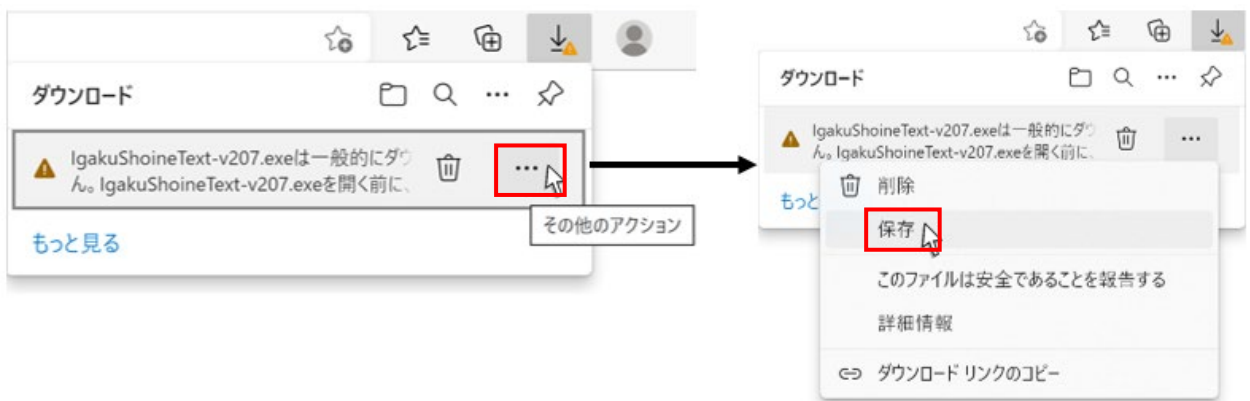 ダウンロード
IgakuShoineText-v207.exeは一般的にダウ
ん。IgakuShoineText-v207.exeを開く前に、
その他のアクション
もっと見る
ダウンロード
IgakuShoineText-v207.exeは一般的にダウ
ん。IgakuShoineText-v207.exeを開く前に、
もっと
削除
保存
このファイルは安全であることを報告する
詳細情報
ダウンロード リンクのコピー